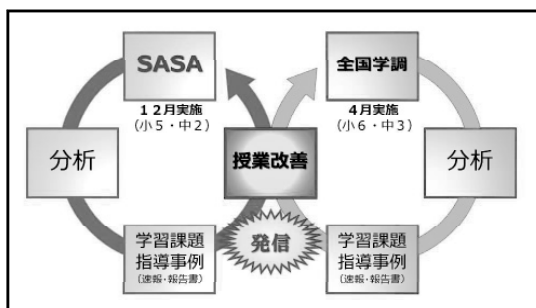 SASA
12月実施
(小5・中2)
全国学調
4月実施
(小6・中3)
分析
授業改善
分析
学習課題
指導事例
(速報・報告書)
発信
学習課題
指導事例
(速報・報告書)